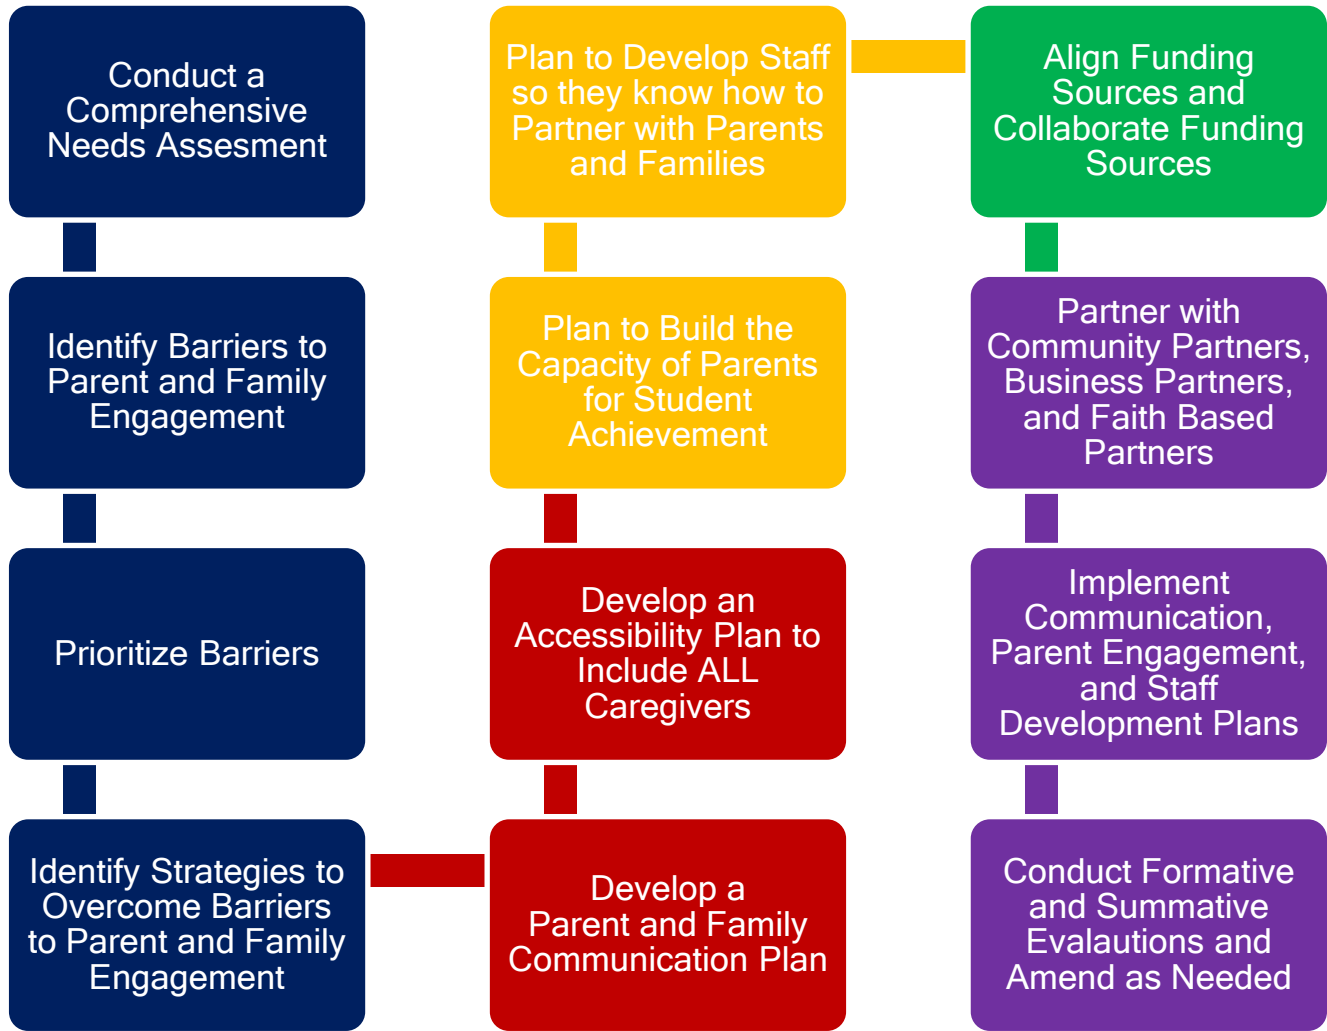 Conduct a
Comprehensive
Needs Assesment
Identify Barriers to
Parent and Family
Engagement
Prioritize Barriers
Identify Strategies to
Overcome Barriers
to Parent and Family
Engagement
Develop a
Parent and Family
Communication Plan
Develop an
Accessibility Plan to
Include ALL
Caregivers
Plan to Build the
Capacity of Parents
for Student
Achievement
Plan to Develop Staff
so they know how to
Partner with Parents
and Families
Align Funding
Sources and
Collaborate Funding
Sources
Partner with
Community Partners,
Business Partners,
and Faith Based
Partners
Implement
Communication,
Parent Engagement,
and Staff
Development Plans
Conduct Formative
and Summative
Evalautions and
Amend as Needed